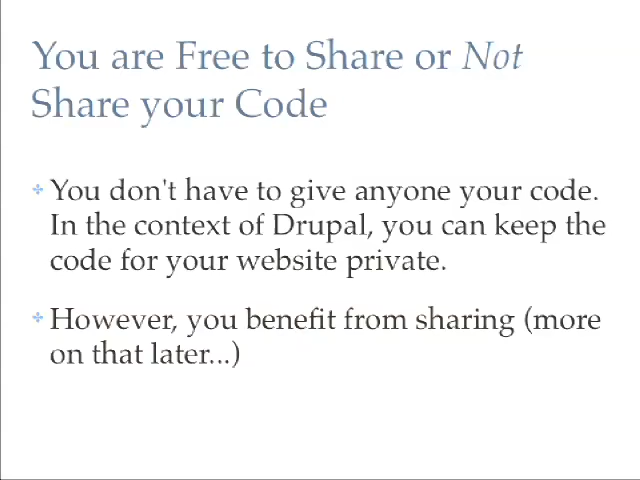 You are Free to Share or Not
Share your Code
You don't have to give anyone your code.
In the context of Drupal, you can keep the
code for your website private.
However, you benefit from sharing (more
on that later...)